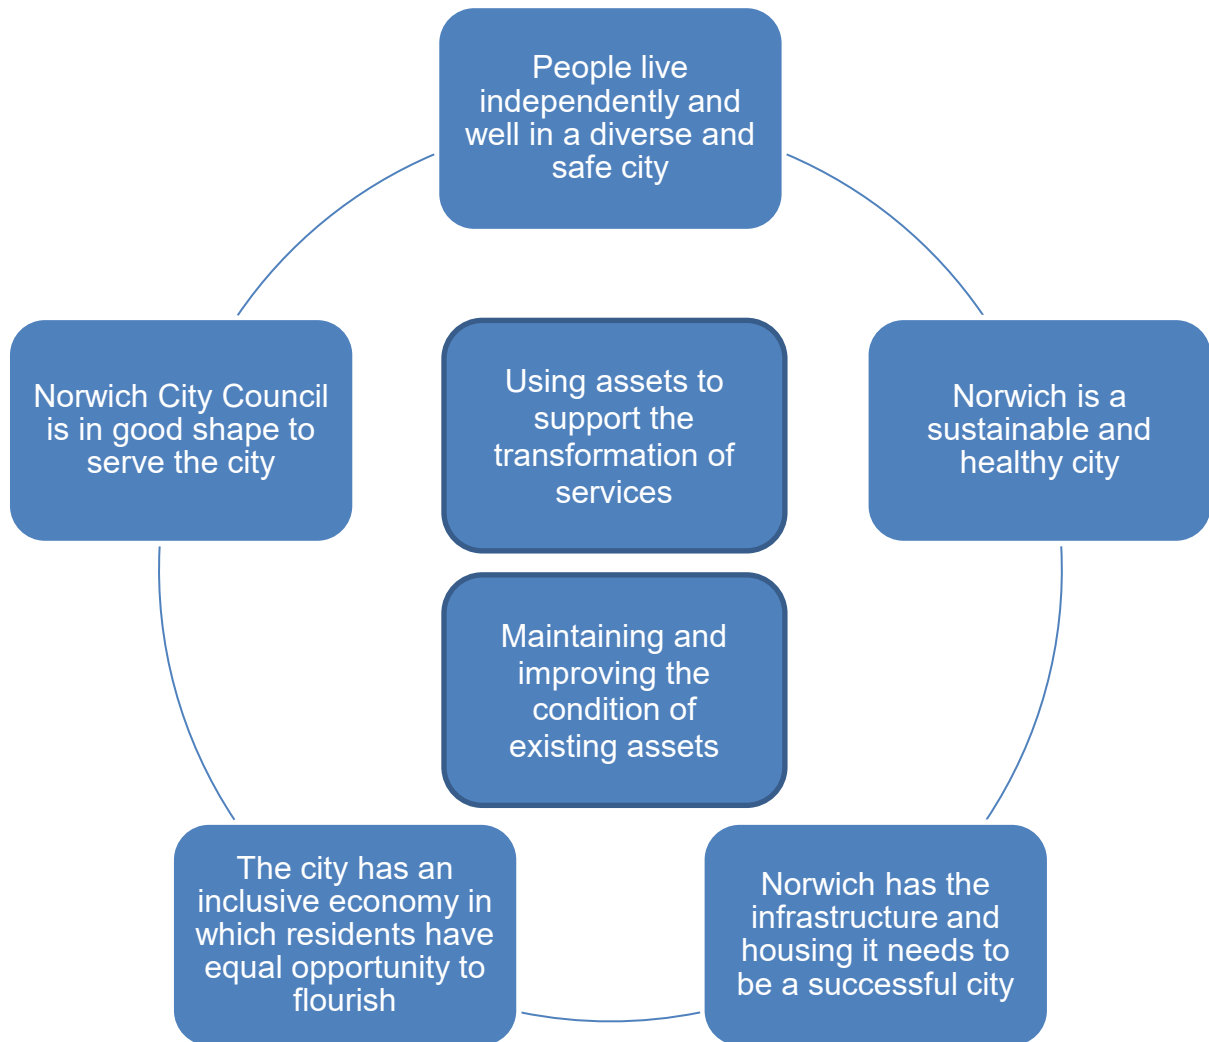 People live
independently and
well in a diverse and
safe city
Norwich City Council
is in good shape to
serve the city
Using assets to
support the
transformation of
services
Norwich is a
sustainable and
healthy city
Maintaining and
improving the
condition of
existing assets
The city has an
inclusive economy in
which residents have
equal opportunity to
flourish
Norwich has the
infrastructure and
housing it needs to
be a successful city